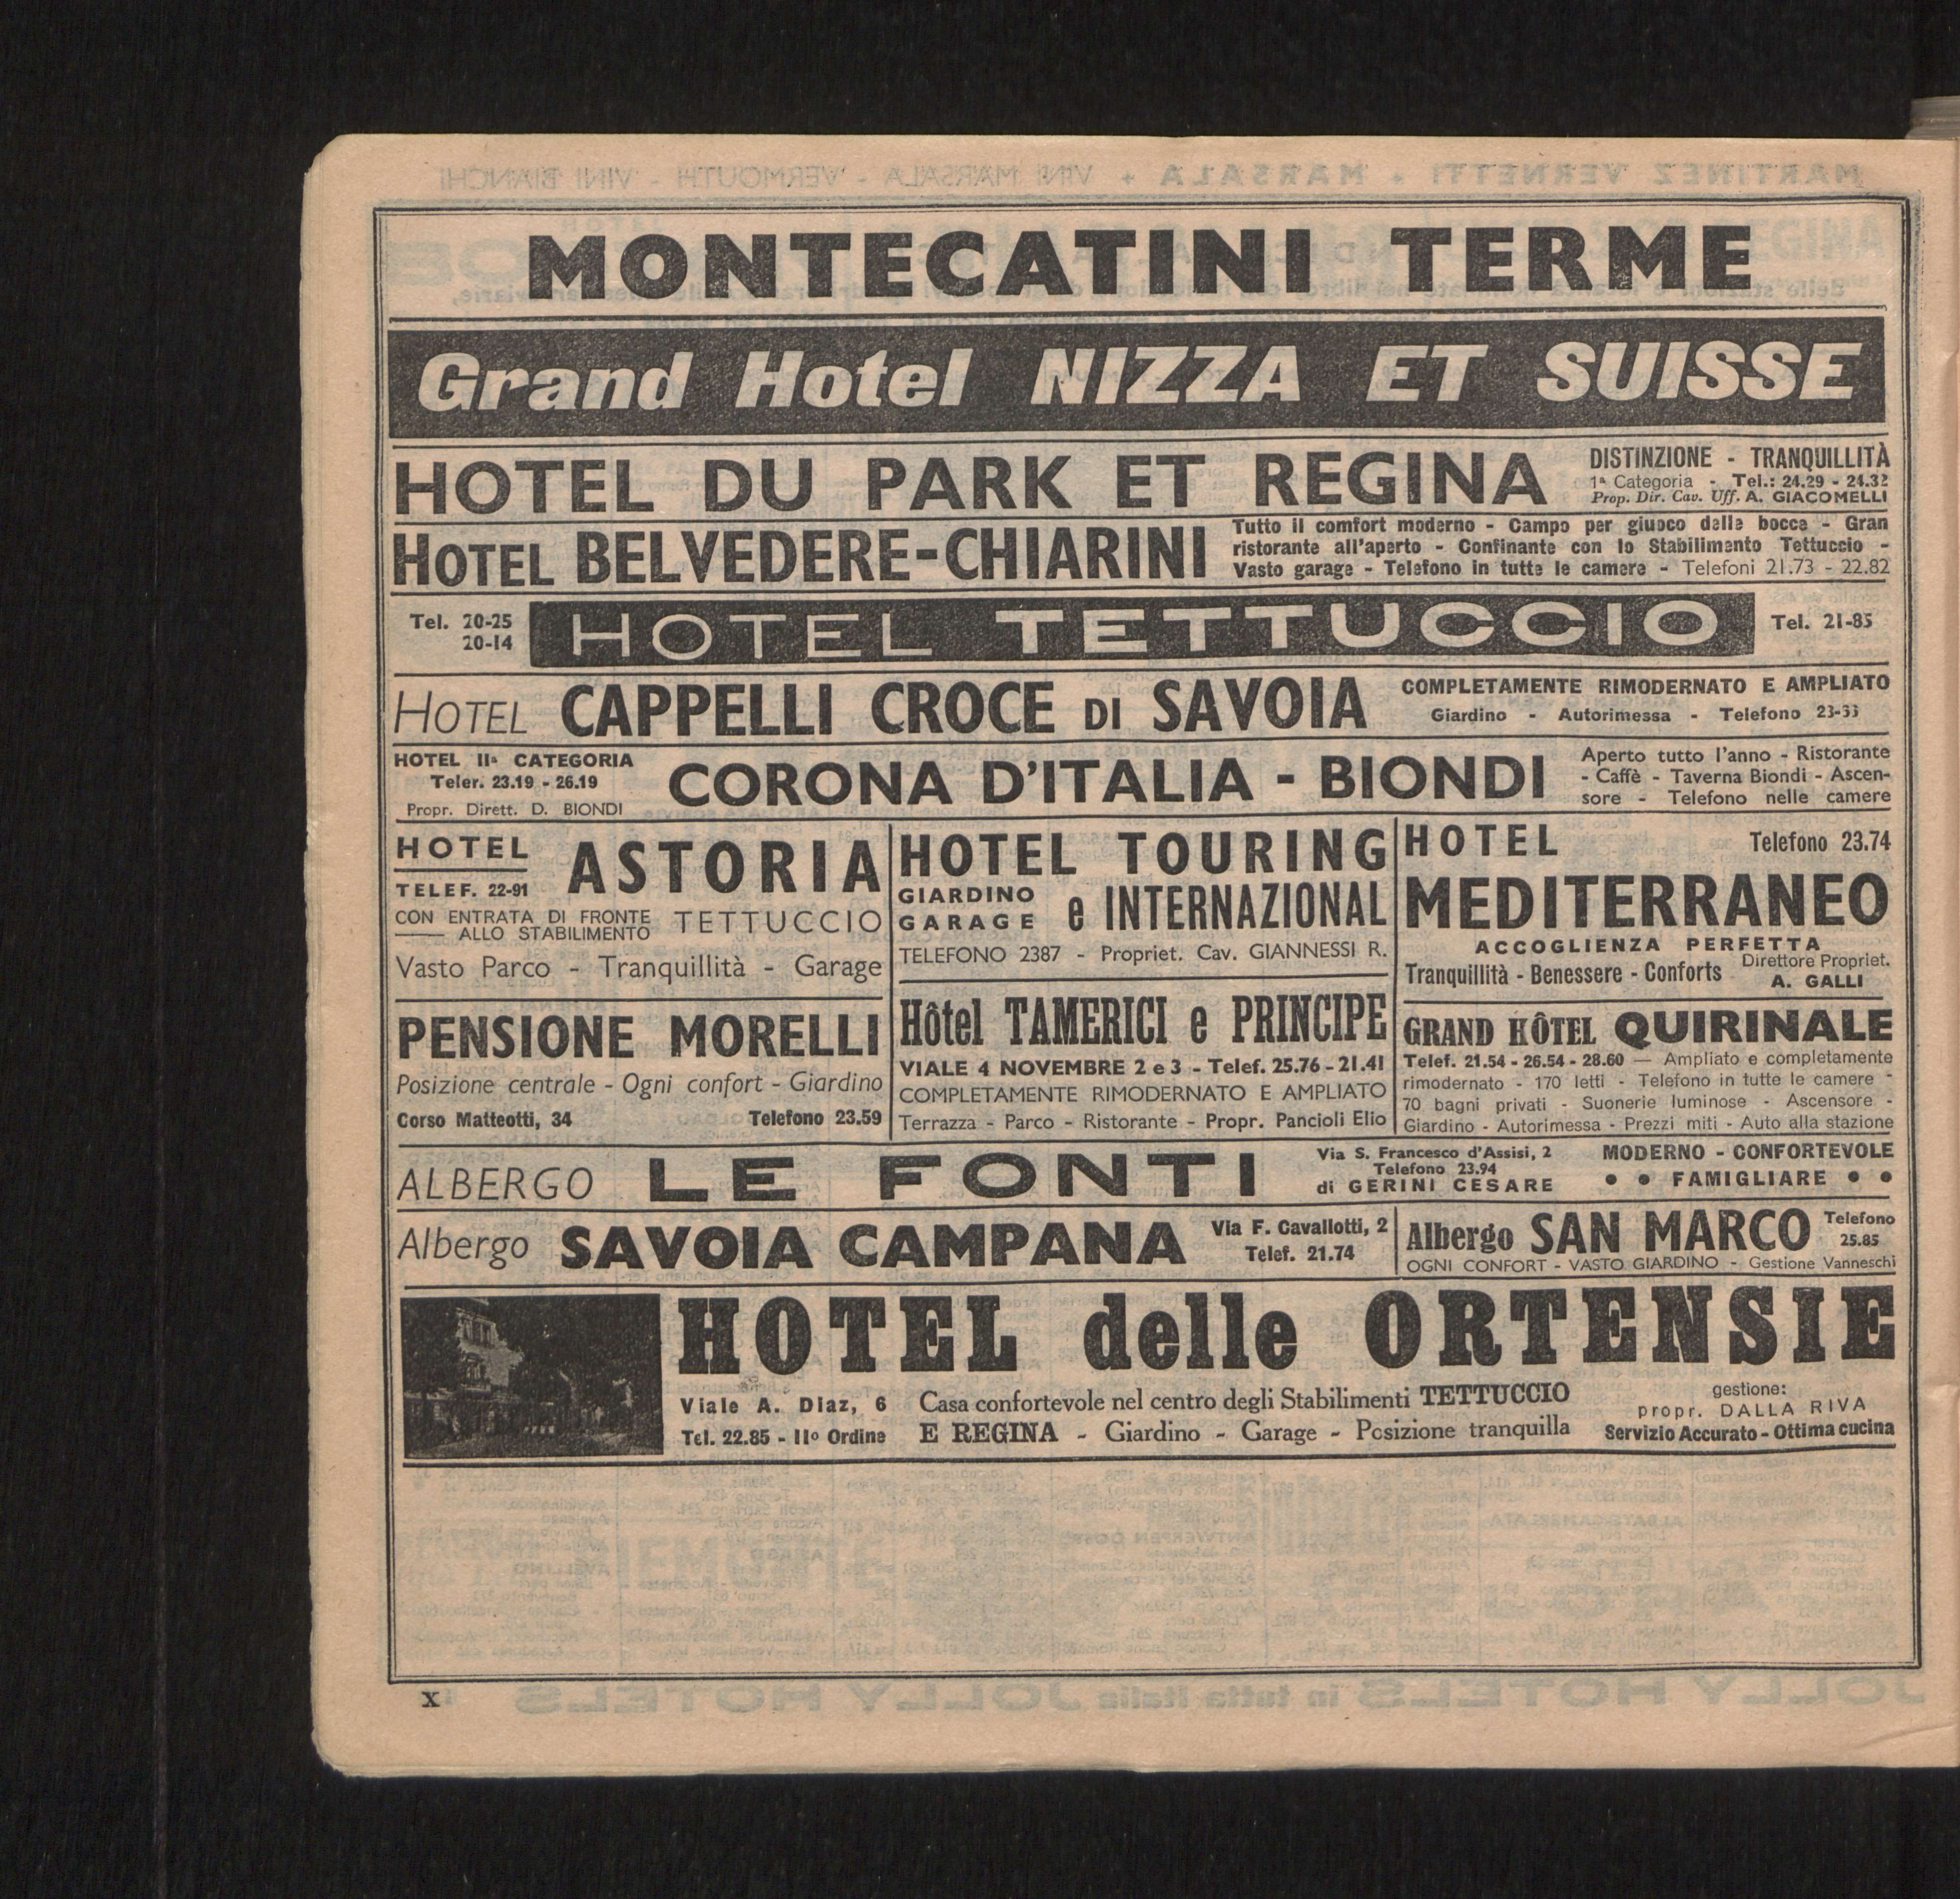 MONTECATINI TERME
Grand Hotel NIZZA ET SUISSE
HOTEL DU PARK ET REGINA
DISTINZIONE - TRANQUILLITÀ
1ª Categoria - Tel.: 24.29 - 24.32
Prop. Dir. Cav. Uff. A. GIACOMELLI
HOTEL BELVEDERE-CHIARINI
Tutto il comfort moderno - Campo per giuoco delle bocce - Gran
ristorante all'aperto - Confinante con lo Stabilimento Tettuccio -
Vasto garage - Telefono in tutte le camere - Telefoni 21.73 - 22.82
Tel. 20-25
20-14
HOTEL TETTUCCIO
Tel. 21-85
HOTEL CAPPELLI CROCE DI SAVOIA
COMPLETAMENTE RIMODERNATO E AMPLIATO
Giardino - Autorimessa - Telefono 23-33
HOTEL IIª CATEGORIA
Teler. 23.19 - 26.19
Propr. Dirett. D. BIONDI
CORONA D'ITALIA - BIONDI
Aperto tutto l'anno - Ristorante
- Caffè - Taverna Biondi - Ascen-
sore - Telefono nelle camere
HOTEL
TELEF. 22-91
ASTORIA
CON ENTRATA DI FRONTE
ALLO STABILIMENTO
TETTUCCIO
Vasto Parco - Tranquillità - Garage
PENSIONE MORELLI
Posizione centrale - Ogni confort - Giardino
Corso Matteotti, 34 Telefono 23.59
HOTEL TOURING
GIARDINO
GARAGE
e INTERNAZIONAL
TELEFONO 2387 - Propriet. Cav. GIANNESSI R.
Hôtel TAMERICI e PRINCIPE
VIALE 4 NOVEMBRE 2 e 3 - Telef. 25.76 - 21.41
COMPLETAMENTE RIMODERNATO E AMPLIATO
Terrazza - Parco - Ristorante - Propr. Pancioli Elio
HOTEL Telefono 23.74
MEDITERRANEO
ACCOGLIENZA PERFETTA
Tranquillità - Benessere - Conforts
Direttore Propriet.
A. GALLI
GRAND HÔTEL QUIRINALE
Telef. 21.54 - 26.54 - 28.60 — Ampliato e completamente
rimodernato - 170 letti - Telefono in tutte le camere -
70 bagni privati - Suonerie luminose - Ascensore -
Giardino - Autorimessa - Prezzi miti - Auto alla stazione
ALBERGO LE FONTI
Via S. Francesco d'Assisi, 2
Telefono 23.94
di GERINI CESARE
MODERNO - CONFORTEVOLE
• • FAMIGLIARE • •
Albergo SAVOIA CAMPANA
Via F. Cavallotti, 2
Telef. 21.74
Albergo SAN MARCO
Telefono
25.85
OGNI CONFORT - VASTO GIARDINO - Gestione Vanneschi
HOTEL delle ORTENSIE
Viale A. Diaz, 6
Tel. 22.85 - IIº Ordine
Casa confortevole nel centro degli Stabilimenti TETTUCCIO
E REGINA - Giardino - Garage - Posizione tranquilla
gestione:
propr. DALLA RIVA
Servizio Accurato - Ottima cucina
X